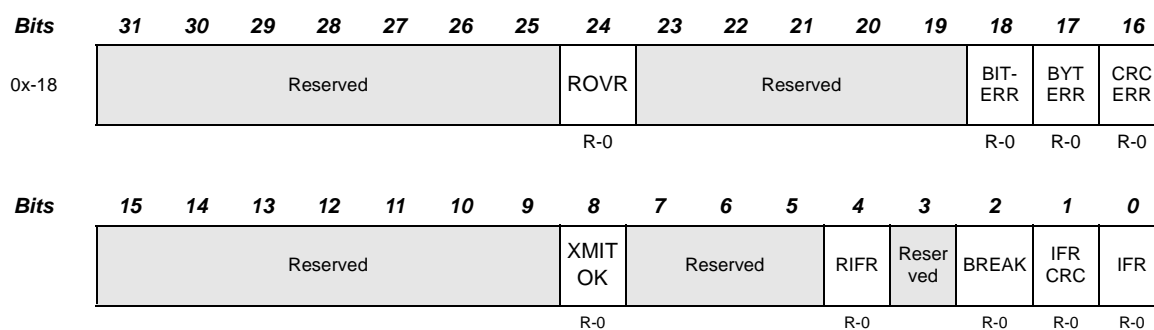 Bits 31 30 29 28 27 26 25 24 23 22 21 20 19 18 17 16
0x-18 Reserved ROVR Reserved BIT- BYT CRC
ERR ERR ERR
R-0 R-0 R-0 R-0
Bits 15 14 13 12 11 10 9 8 7 6 5 4 3 2 1 0
Reserved XMIT Reserved RIFR Reser BREAK IFR IFR
OK ved CRC
R-0 R-0 R-0 R-0 R-0